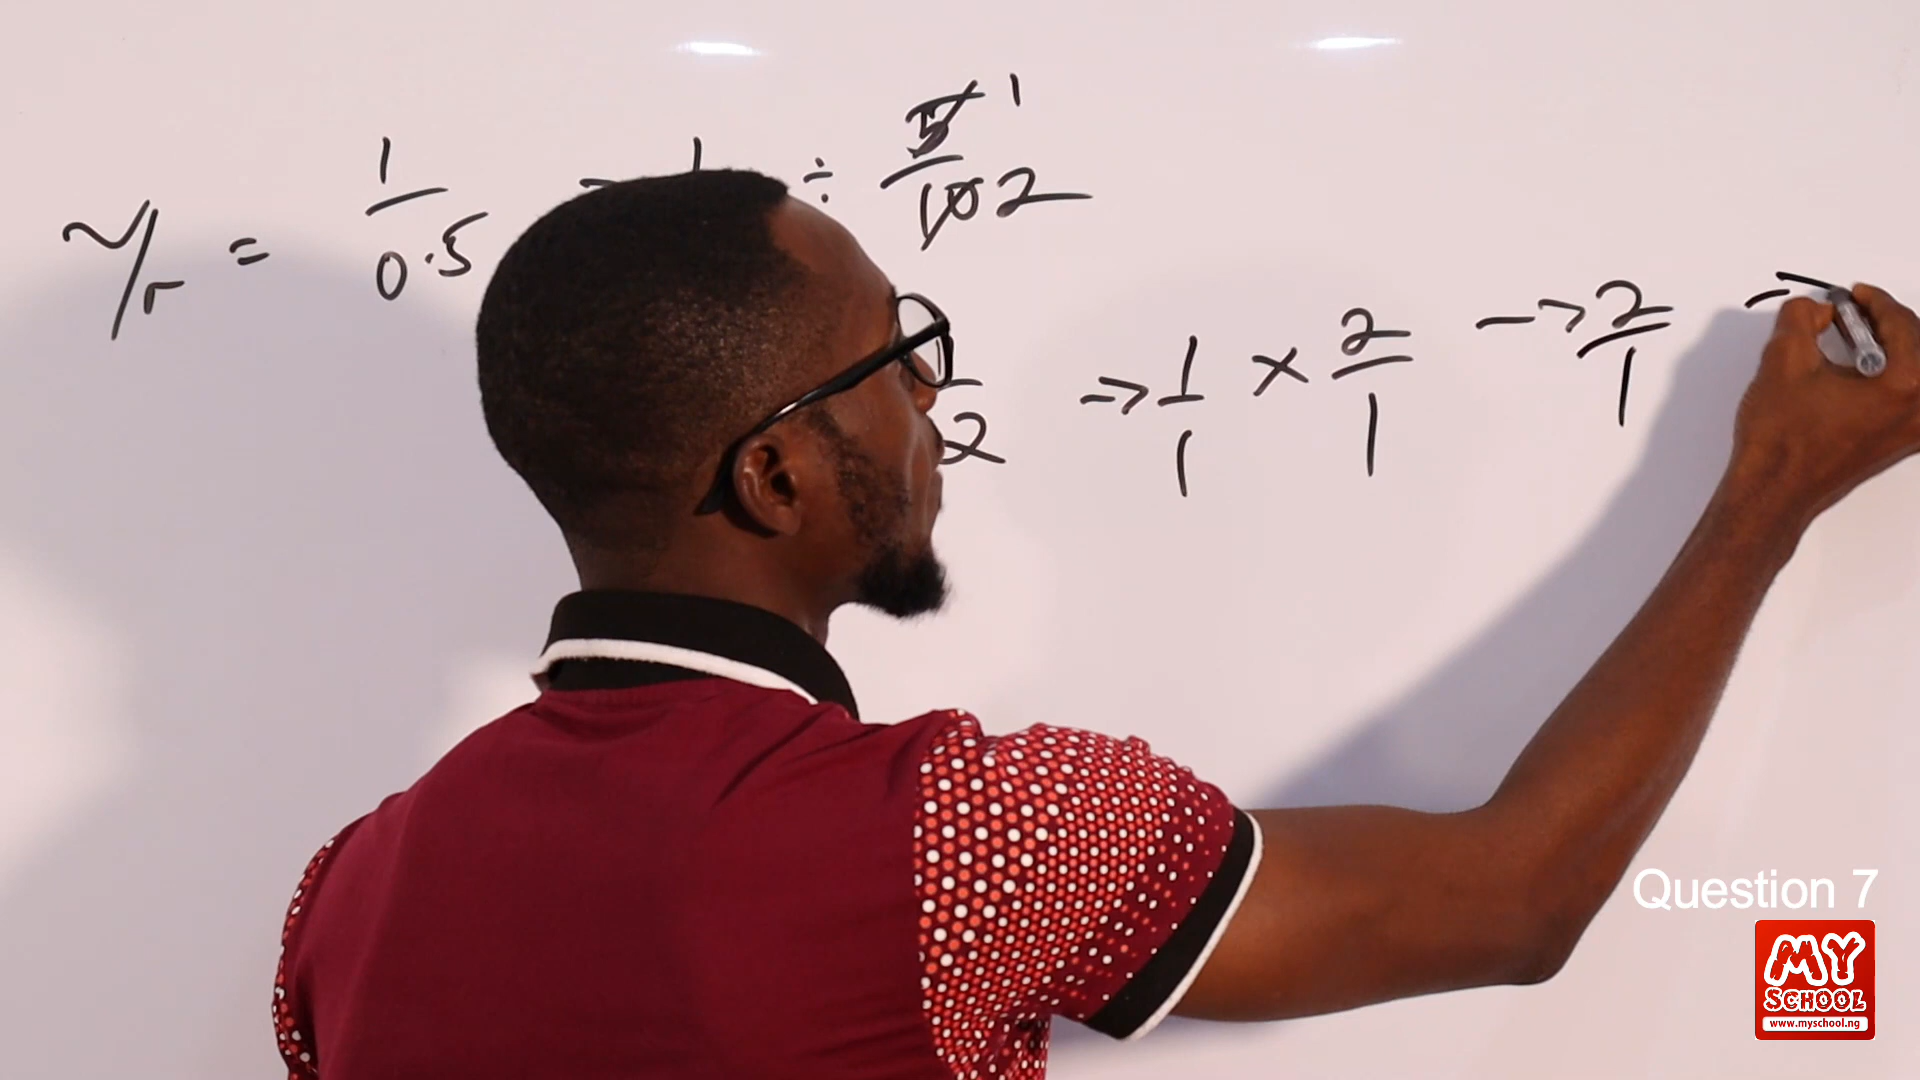 V/r = 1/0.5 → 1 ÷ 5/10 1 2
2 => 1/1 × 2/1 -> 2/1 =
Question 7
MY SCHOOL
www.myschool.ng